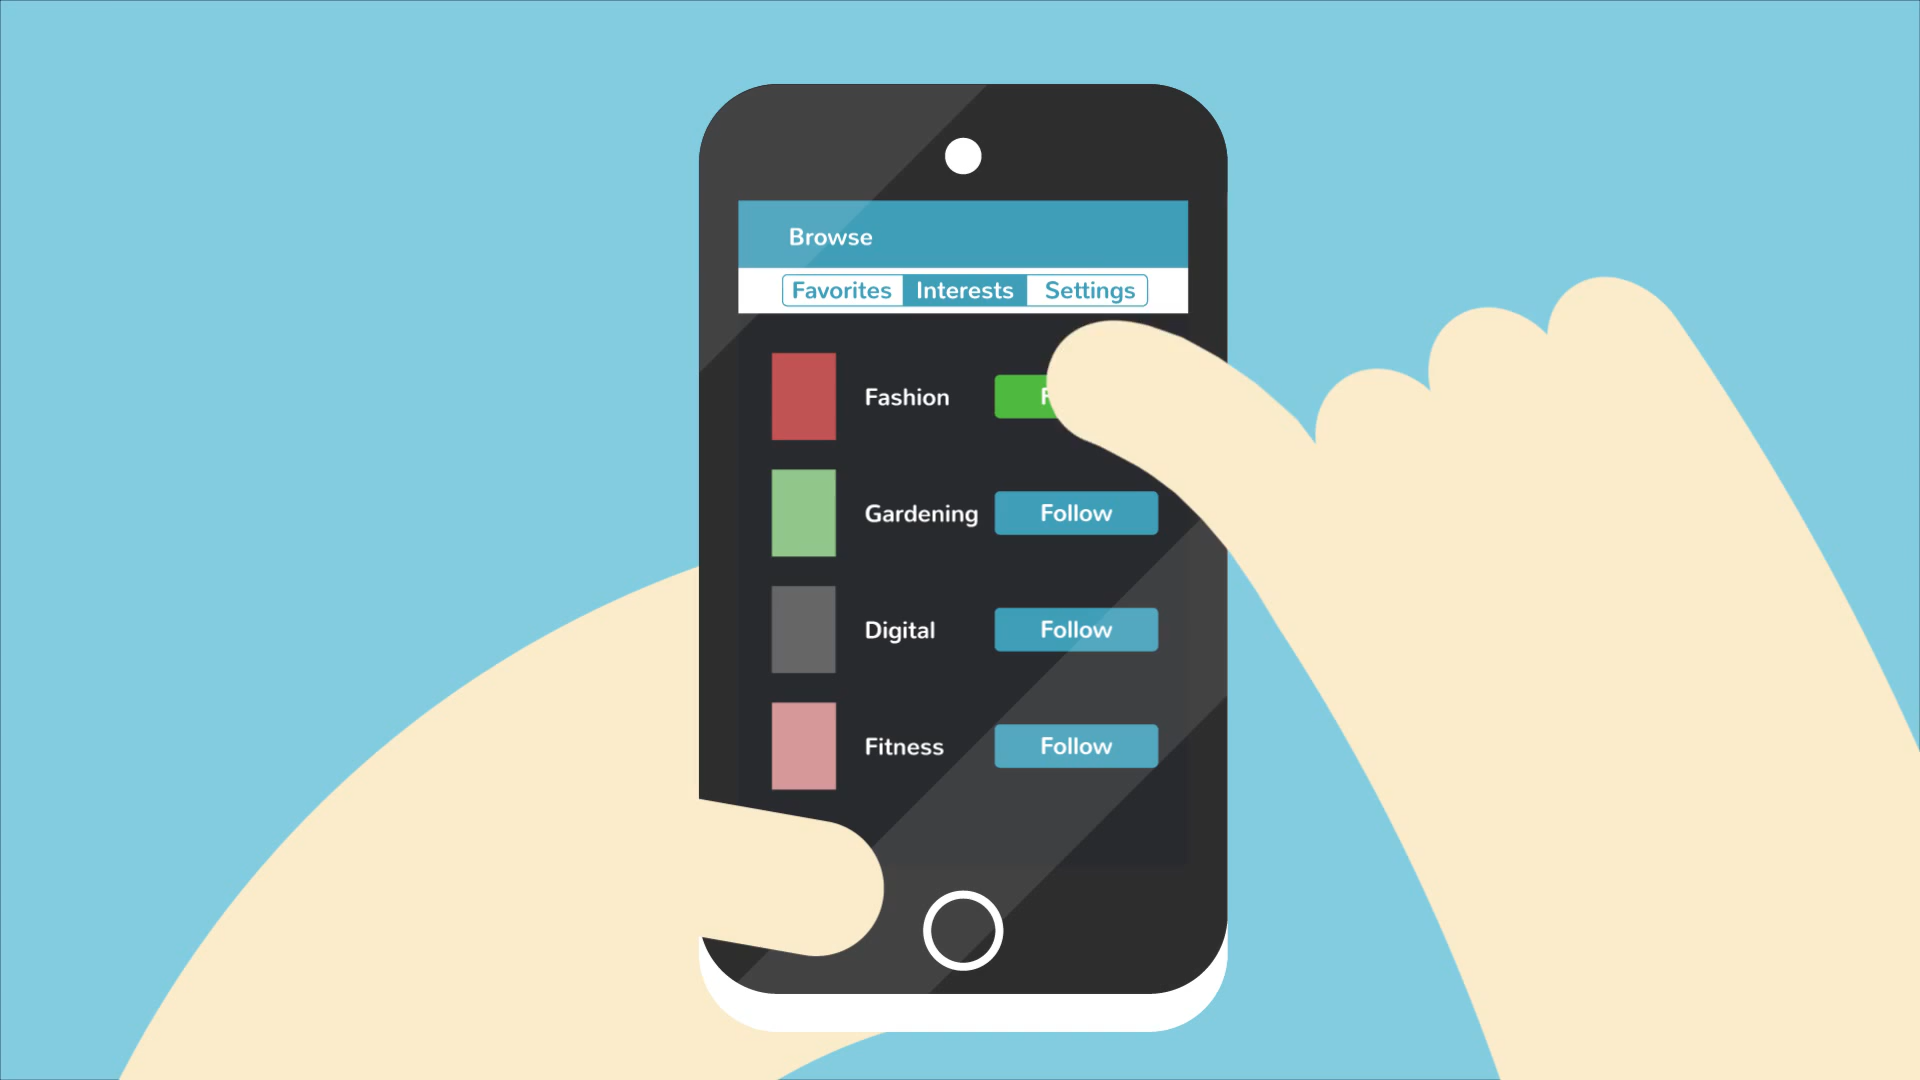 Browse
Favorites Interests Settings
Fashion
Gardening Follow
Digital Follow
Fitness Follow